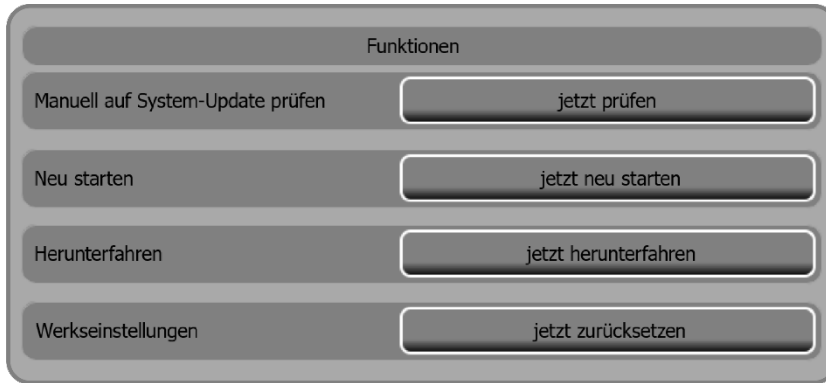 Funktionen
Manuell auf System-Update prüfen jetzt prüfen
Neu starten jetzt neu starten
Herunterfahren jetzt herunterfahren
Werkseinstellungen jetzt zurücksetzen